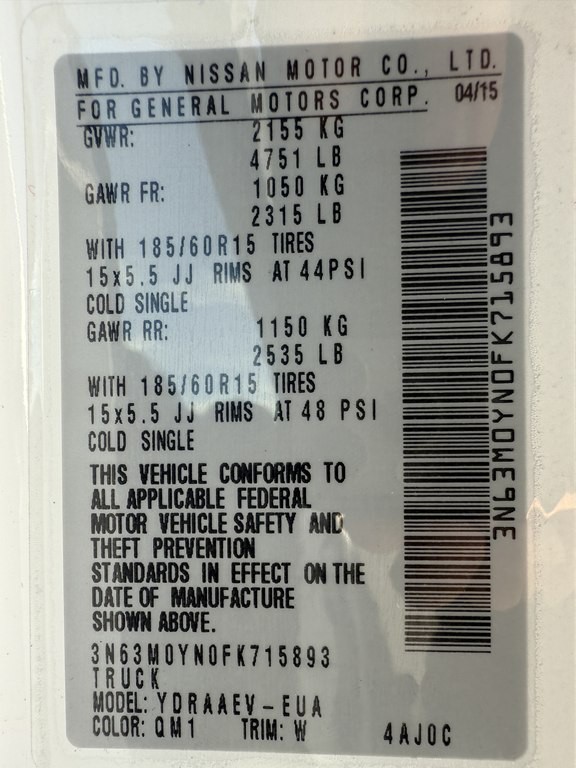 MFD. BY NISSAN MOTOR CO., LTD.
FOR GENERAL MOTORS CORP. 04/15
GVWR: 2155 KG
4751 LB
GAWR FR: 1050 KG
2315 LB
WITH 185/60R15 TIRES
15x5.5 JJ RIMS AT 44PSI
COLD SINGLE
GAWR RR: 1150 KG
2535 LB
WITH 185/60R15 TIRES
15x5.5 JJ RIMS AT 48 PSI
COLD SINGLE
THIS VEHICLE CONFORMS TO
ALL APPLICABLE FEDERAL
MOTOR VEHICLE SAFETY AND
THEFT PREVENTION
STANDARDS IN EFFECT ON THE
DATE OF MANUFACTURE
SHOWN ABOVE.
3N63M0YN0FK715893
TRUCK
MODEL: YDRAAEV-EUA
COLOR: QM1 TRIM: W 4AJ0C
3N63M0YN0FK715893